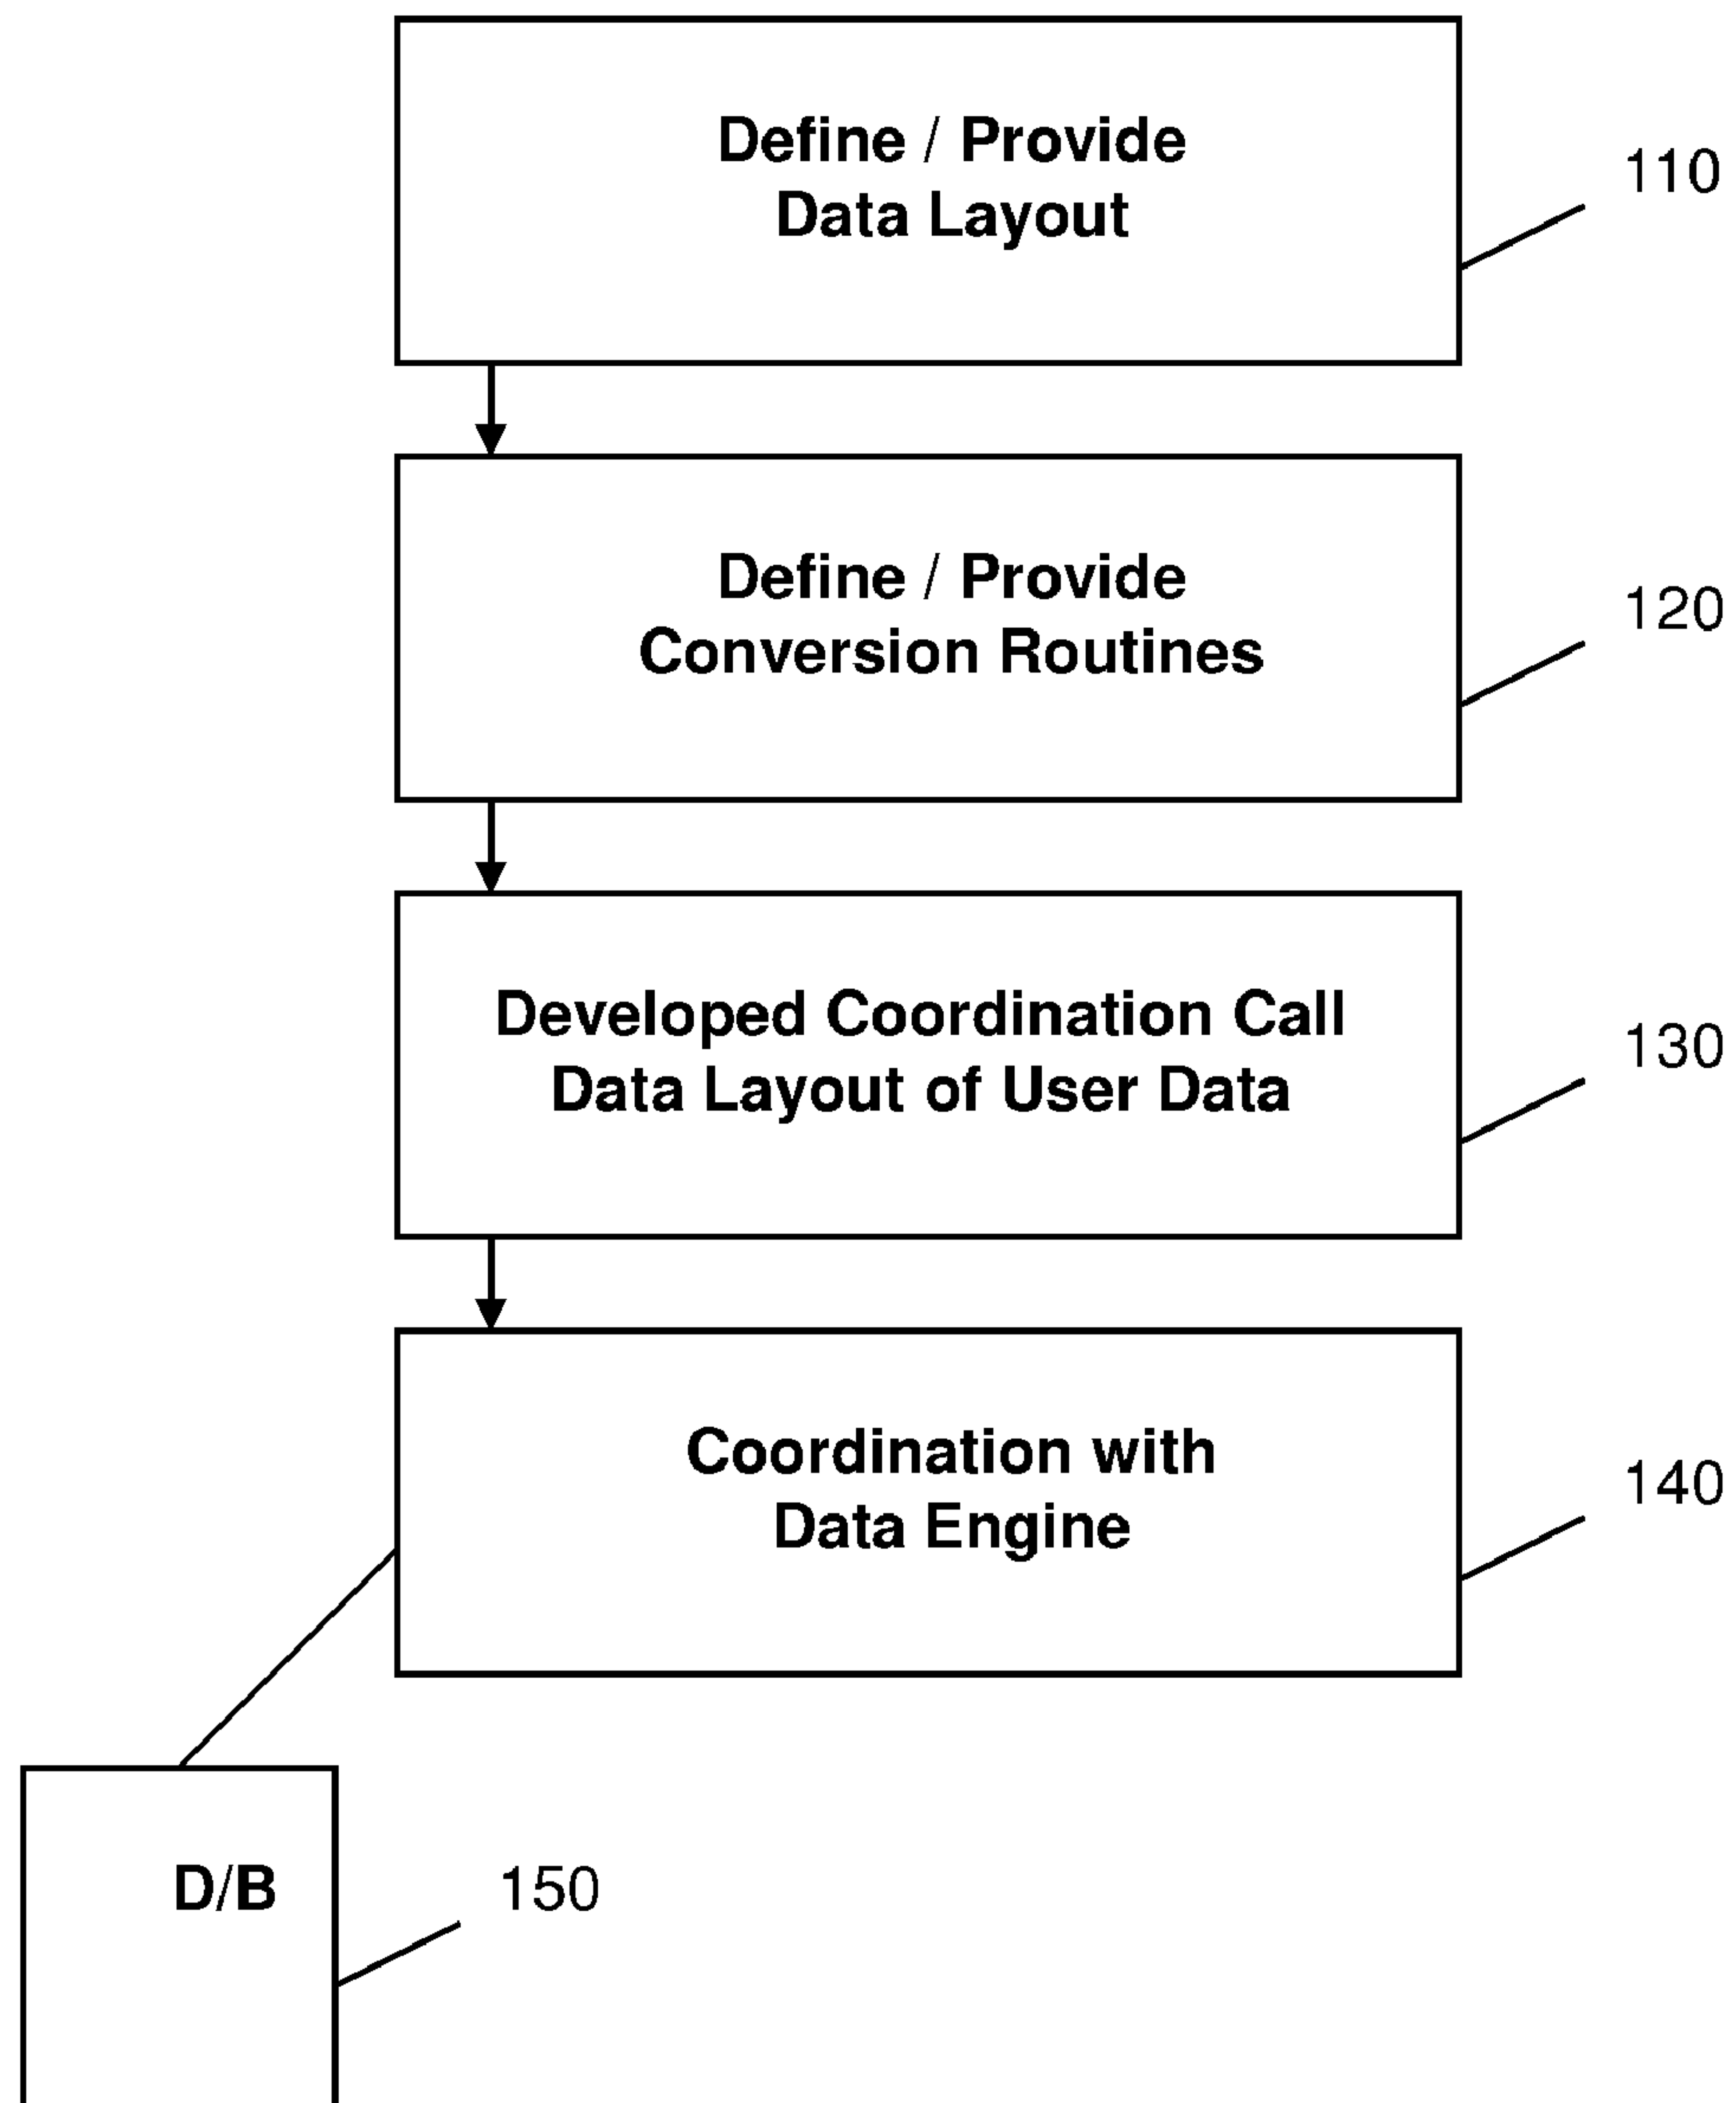 Define / Provide
Data Layout
110
Define / Provide
Conversion Routines
120
Developed Coordination Call
Data Layout of User Data
130
Coordination with
Data Engine
140
D/B
150